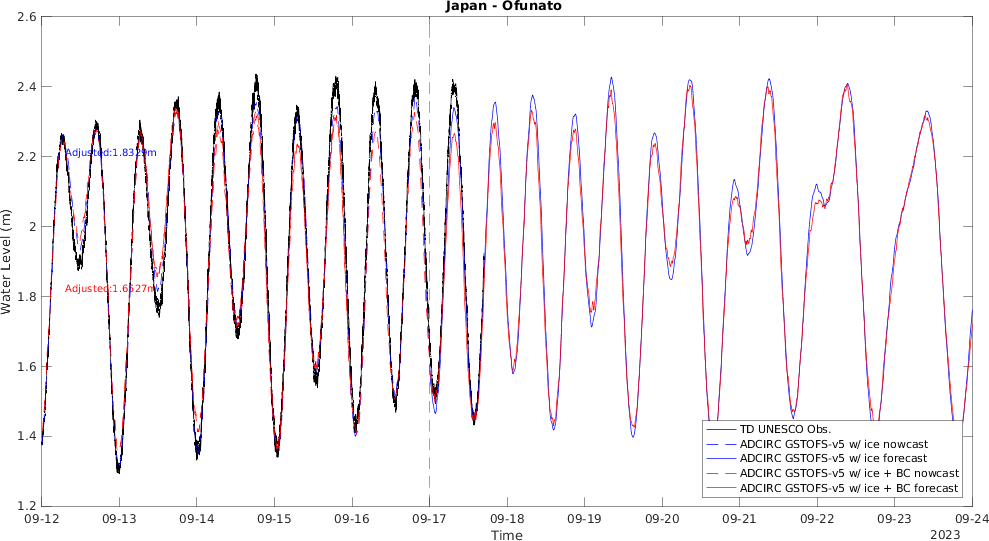 Japan - Ofunato
2.6
2.4
2.2
2
1.8
1.6
1.4
1.2
Water Level (m)
Adjusted:1.8329m
Adjusted:1.6527m
TD UNESCO Obs.
ADCIRC GSTOFS-v5 w/ ice nowcast
ADCIRC GSTOFS-v5 w/ ice forecast
ADCIRC GSTOFS-v5 w/ ice + BC nowcast
ADCIRC GSTOFS-v5 w/ ice + BC forecast
09-12 09-13 09-14 09-15 09-16 09-17 09-18 09-19 09-20 09-21 09-22 09-23 09-24
Time
2023